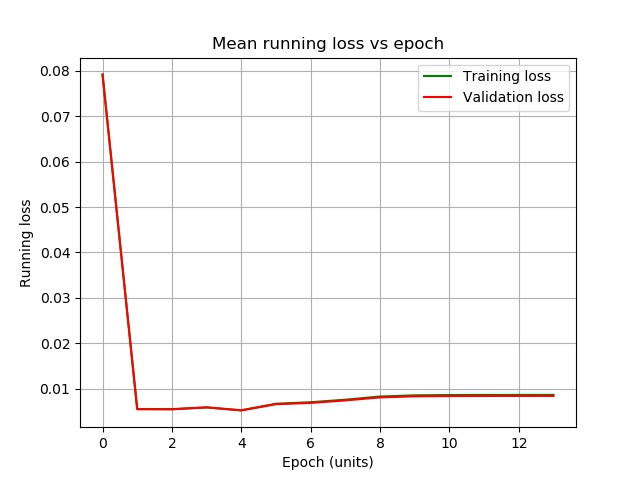 Mean running loss vs epoch
Training loss
Validation loss
0.08
0.07
0.06
0.05
0.04
0.03
0.02
0.01
Running loss
0 2 4 6 8 10 12
Epoch (units)